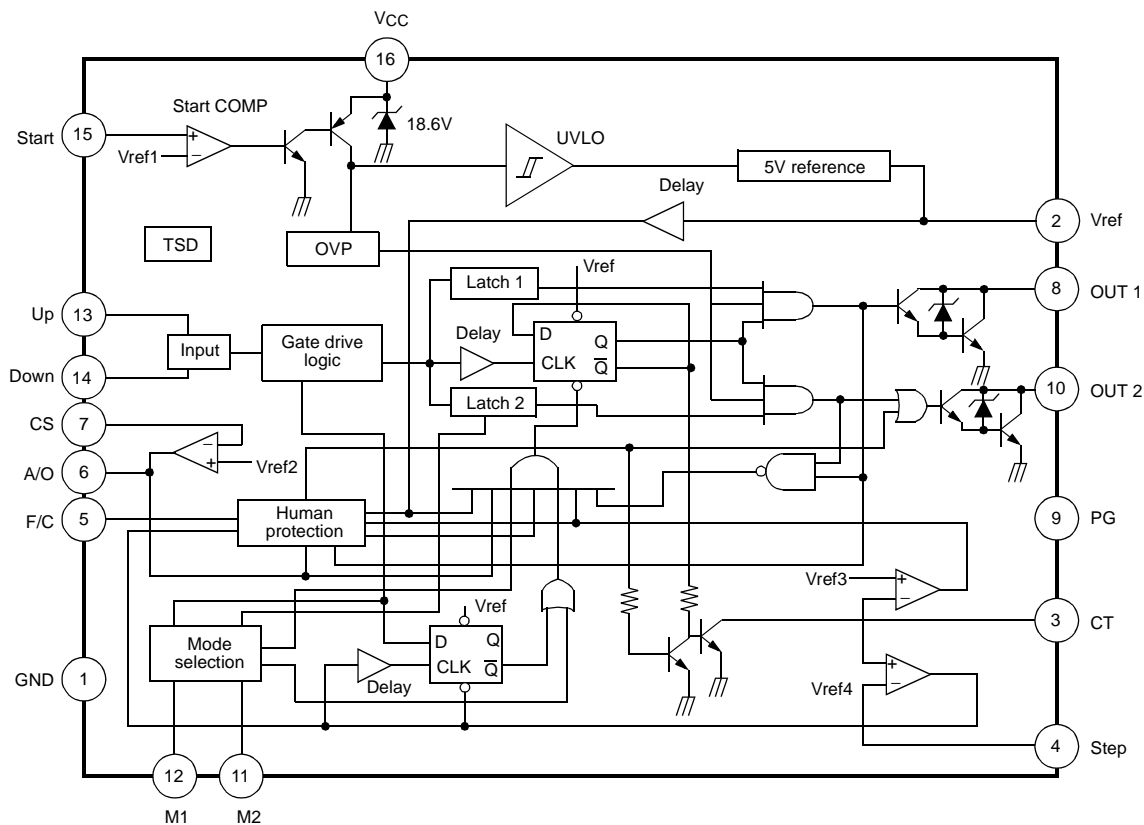 VCC
16
Start COMP
18.6V
UVLO
Start
15
+
−
Vref1
5V reference
Delay
2
Vref
TSD
OVP
Vref
Latch 1
8
OUT 1
Up
13
Delay
D
Q
Input
Gate drive
logic
CLK
Q
Down
14
Latch 2
10
OUT 2
CS
7
−
+
Vref2
A/O
6
F/C
5
Human
protection
9
PG
Vref3
+
−
Vref
3
CT
Mode
selection
D
Q
CLK
Q
GND
1
Delay
+
−
Vref4
4
Step
12
11
M1
M2